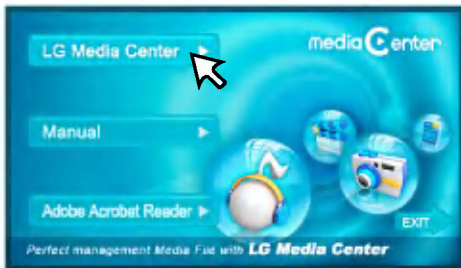 LG Media Center
media Center
Manual
Adobe Acrobat Reader
EXIT
Perfect management Media File with LG Media Center